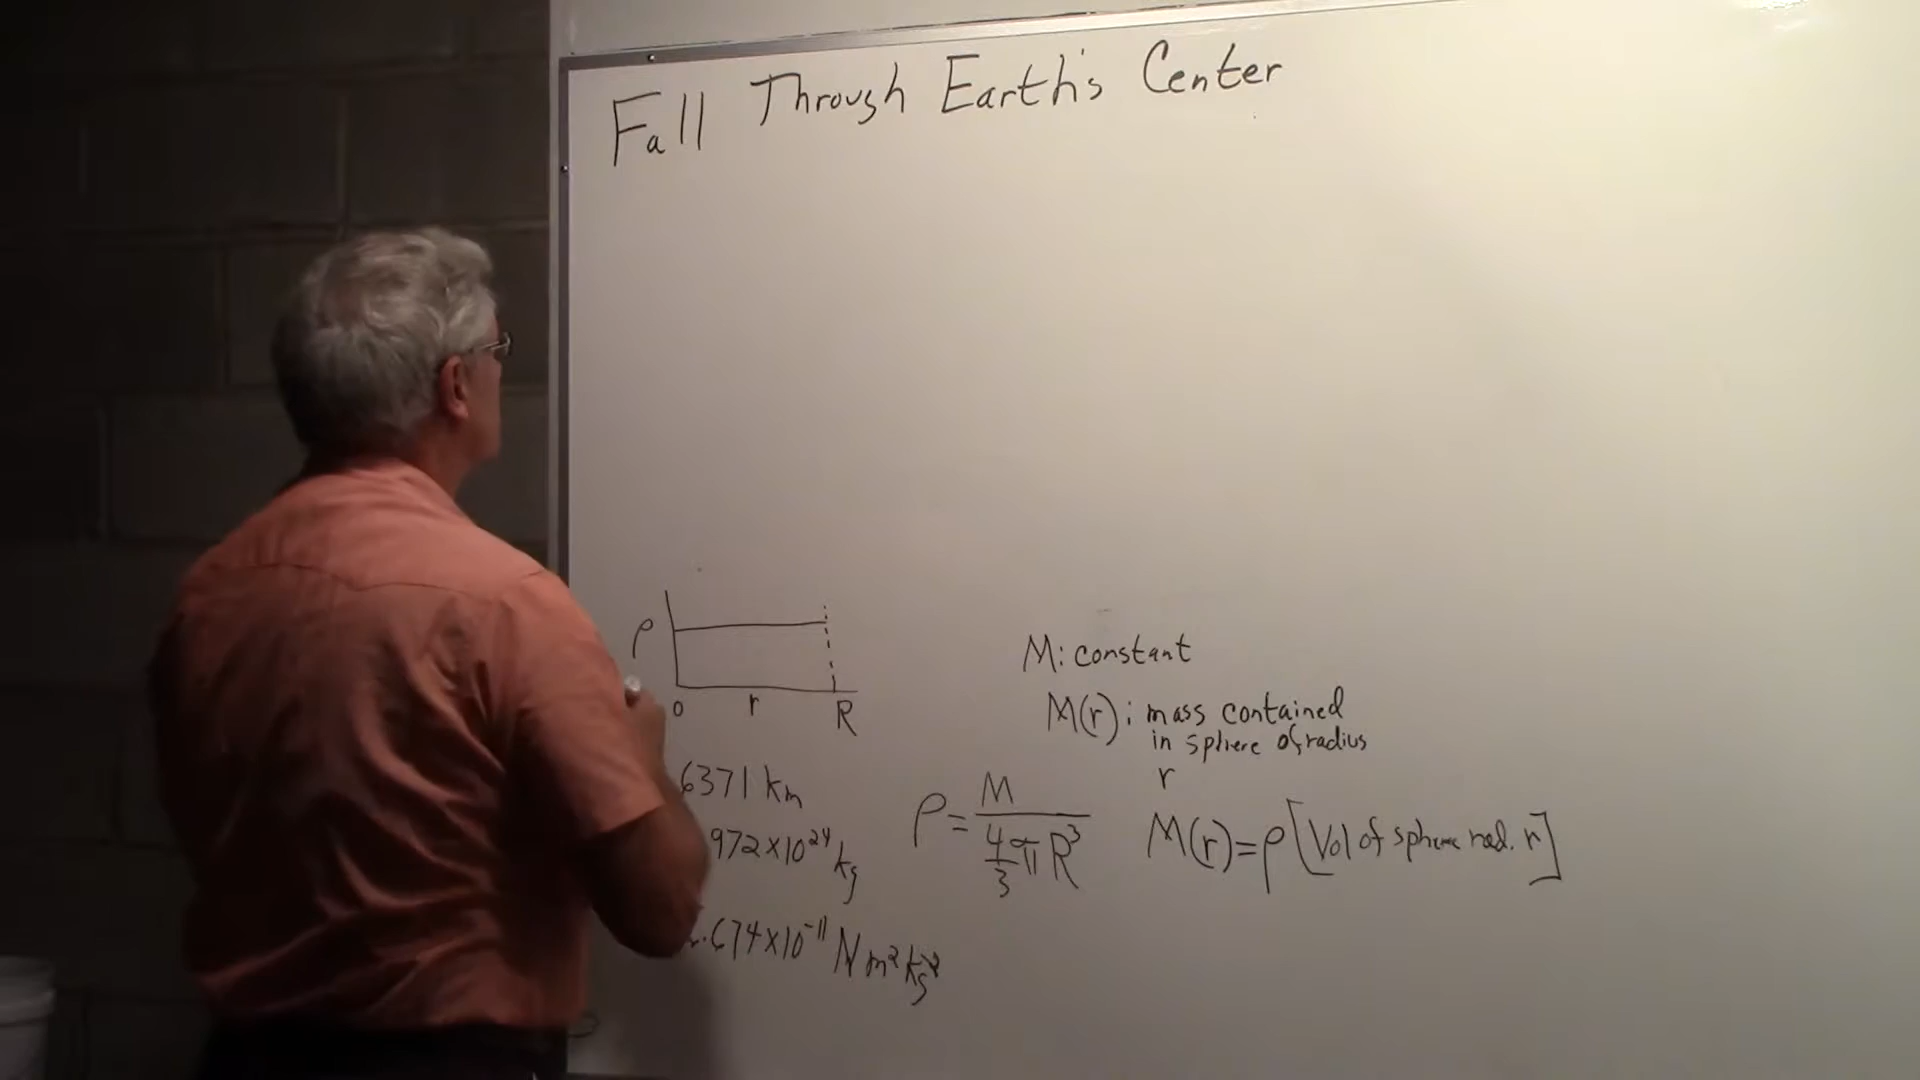 Fall Through Earth's Center
ρ
0 r R
M: constant
M(r): mass contained
in sphere of radius
r
6371 km
972×10²⁴ kg
.674×10⁻¹¹ N m² kg⁻²
ρ = M / (4/3 π R³)
M(r) = ρ [Vol of sphere rad. r]